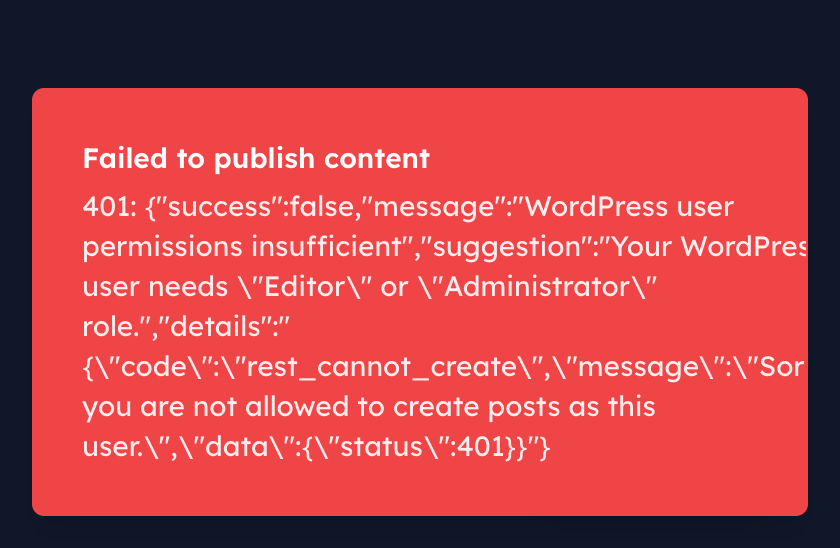 Failed to publish content
401: {"success":false,"message":"WordPress user
permissions insufficient","suggestion":"Your WordPres
user needs \"Editor\" or \"Administrator\"
role.","details":"
{\"code\":\"rest_cannot_create\",\"message\":\"Sor
you are not allowed to create posts as this
user.\",\"data\":{\"status\":401}}"}